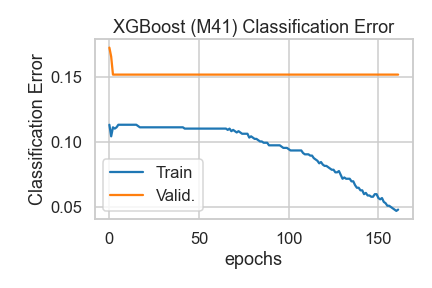 XGBoost (M41) Classification Error
Classification Error
0.15
0.10
0.05
Train
Valid.
0
50
100
150
epochs